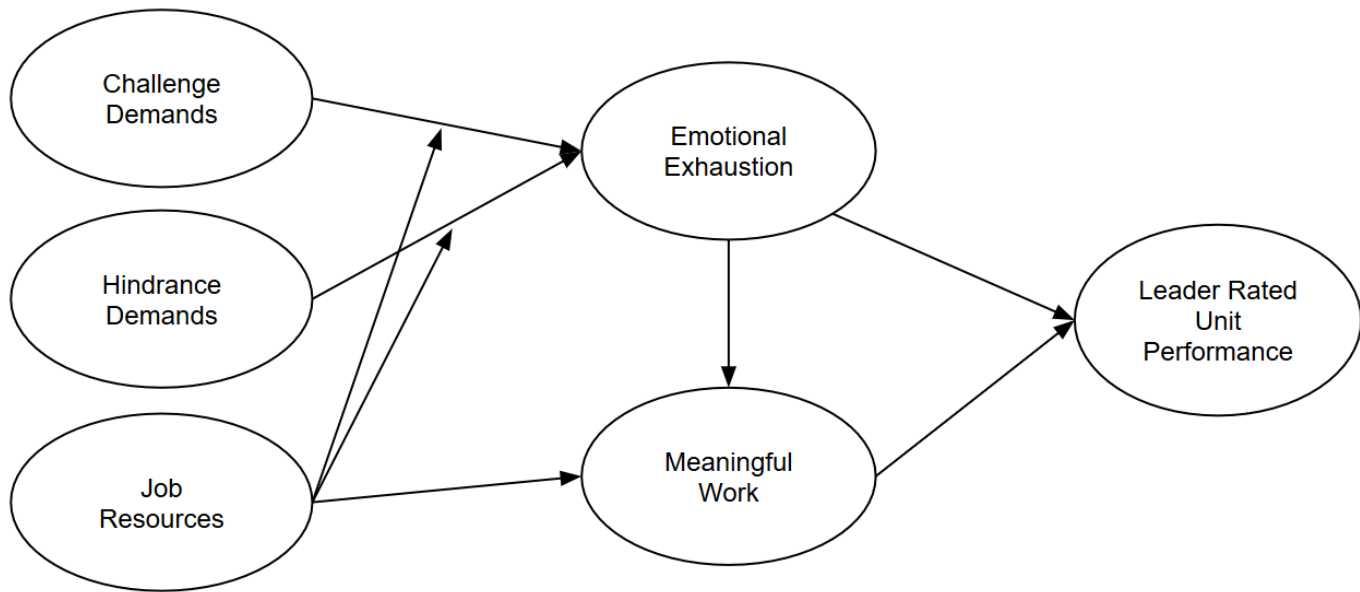 Challenge
Demands
Hindrance
Demands
Job
Resources
Emotional
Exhaustion
Meaningful
Work
Leader Rated
Unit
Performance